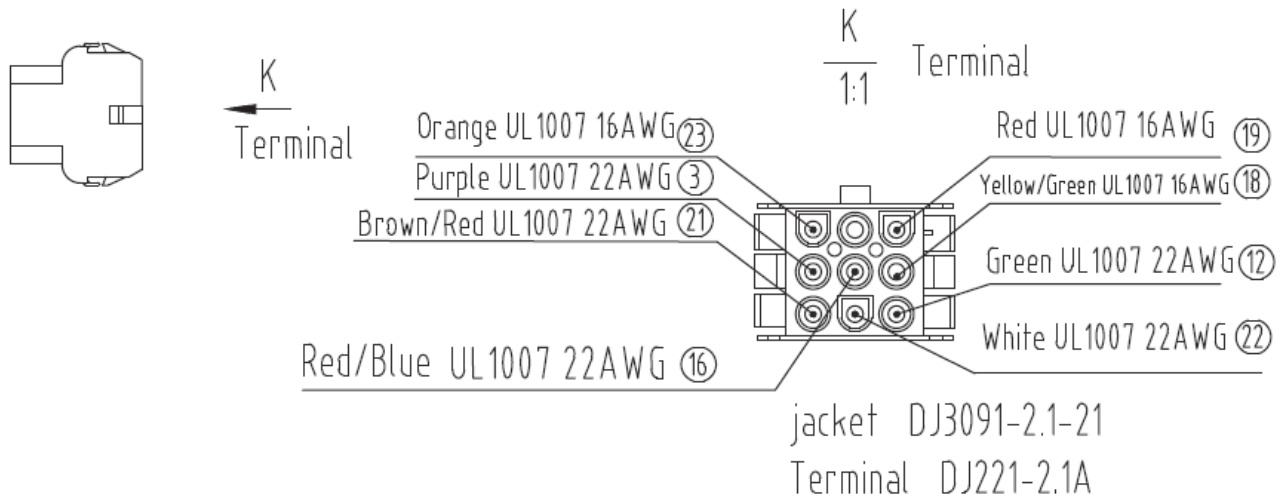 K
Terminal
K
1:1
Terminal
Orange UL1007 16AWG 23
Purple UL1007 22AWG 3
Brown/Red UL1007 22AWG 21
Red/Blue UL1007 22AWG 16
Red UL1007 16AWG 19
Yellow/Green UL1007 16AWG 18
Green UL1007 22AWG 12
White UL1007 22AWG 22
jacket DJ3091-2.1-21
Terminal DJ221-2.1A